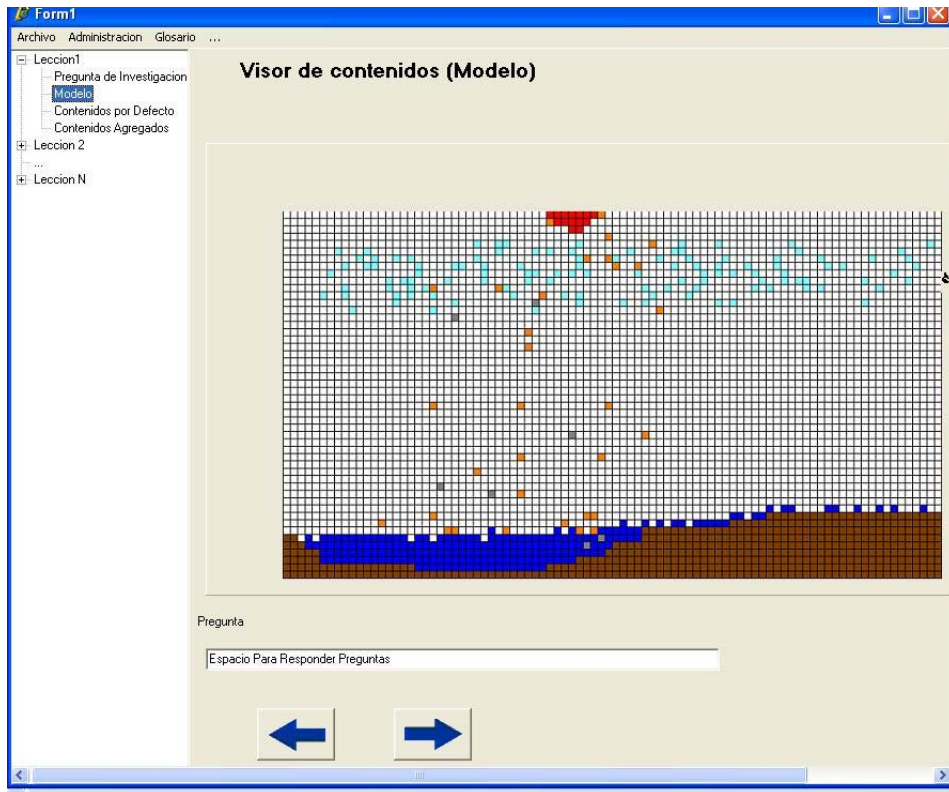 Form1
Archivo Administracion Glosario ...
Leccion1
Pregunta de Investigacion
Modelo
Contenidos por Defecto
Contenidos Agregados
Leccion 2
...
Leccion N
Visor de contenidos (Modelo)
Pregunta
Espacio Para Responder Preguntas